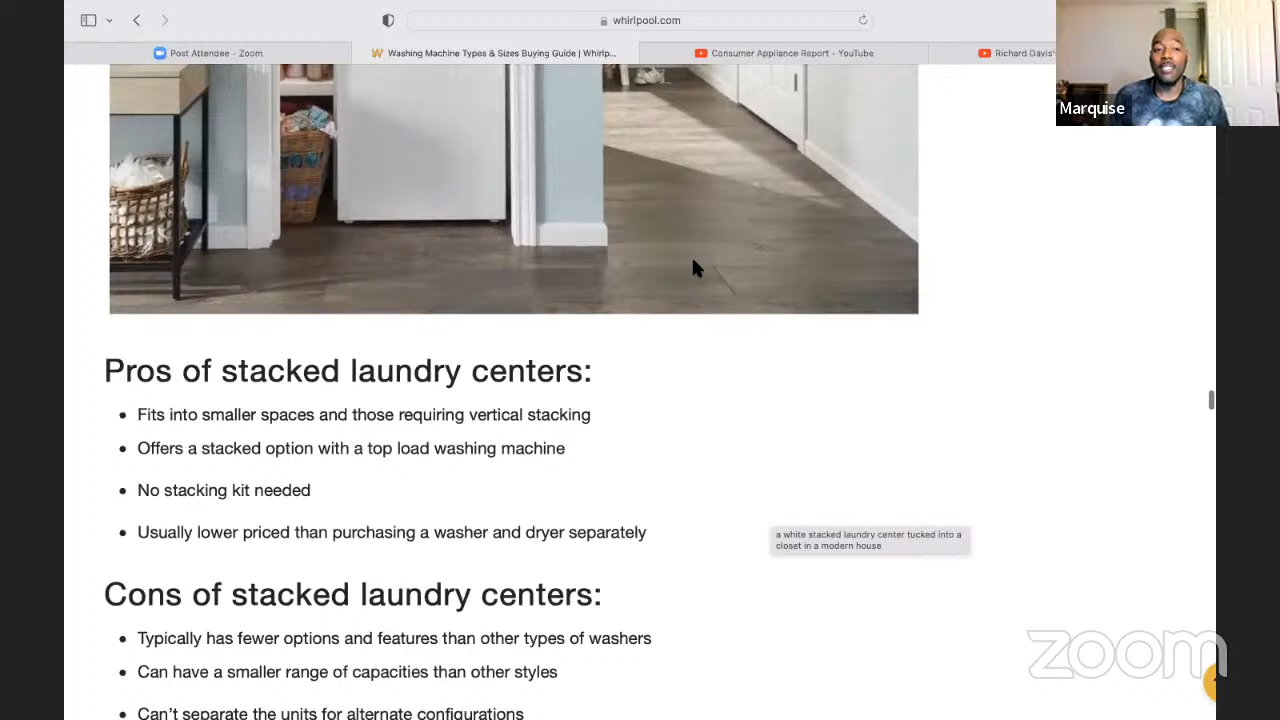 whirlpool.com
Post Attendee - Zoom
Washing Machine Types & Sizes Buying Guide | Whirlp...
Consumer Appliance Report - YouTube
Richard Davis'
Marquise
Pros of stacked laundry centers:
• Fits into smaller spaces and those requiring vertical stacking
• Offers a stacked option with a top load washing machine
• No stacking kit needed
• Usually lower priced than purchasing a washer and dryer separately
a white stacked laundry center tucked into a
closet in a modern house
Cons of stacked laundry centers:
• Typically has fewer options and features than other types of washers
• Can have a smaller range of capacities than other styles
• Can't separate the units for alternate configurations
zoom